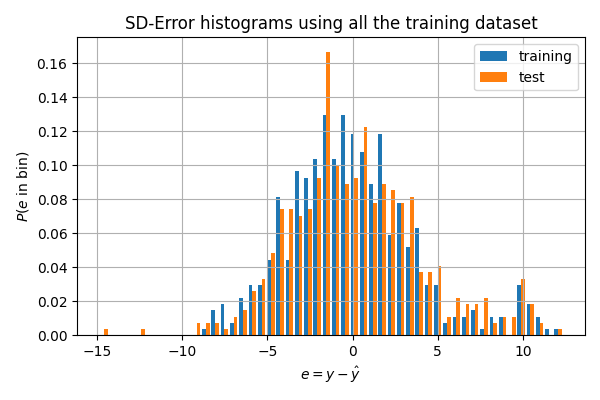 SD-Error histograms using all the training dataset
training
test
0.16
0.14
0.12
0.10
0.08
0.06
0.04
0.02
0.00
P(e in bin)
−15 −10 −5 0 5 10
e = y − ŷ